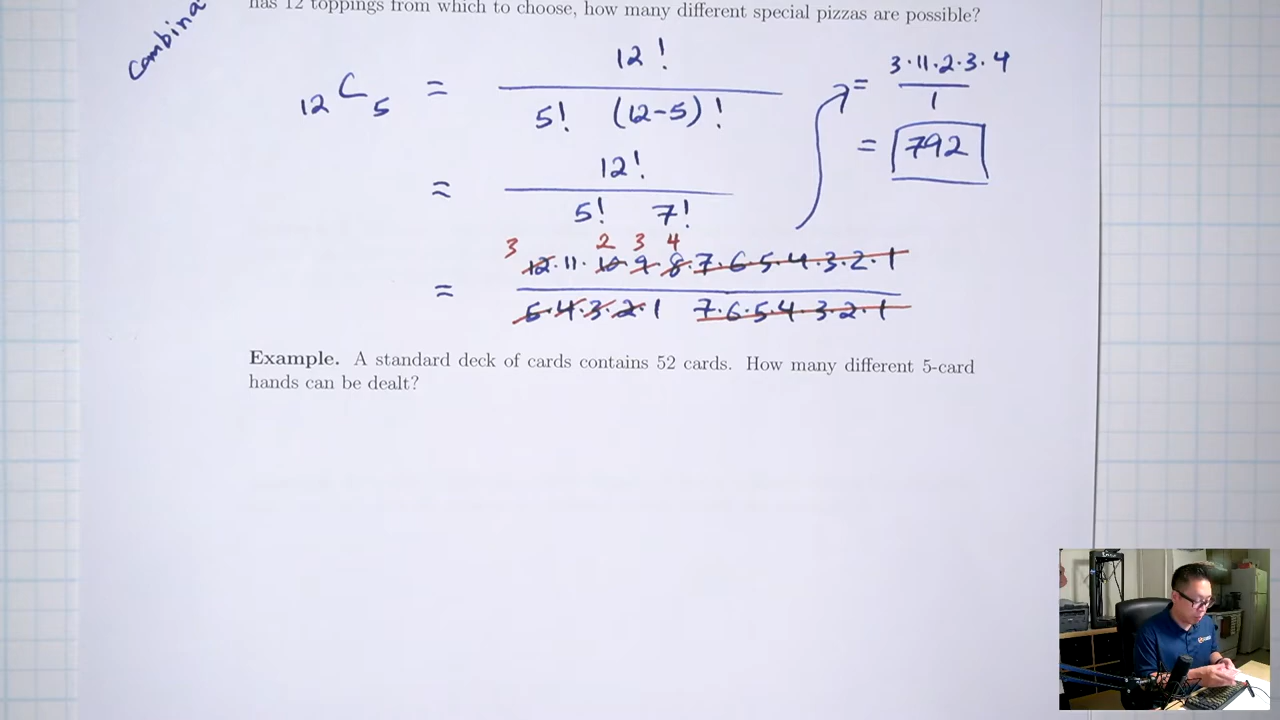 has 12 toppings from which to choose, how many different special pizzas are possible?
combina
12 C 5 = 12! / 5! (12-5)!
= 12! / 5! 7!
3 2 3 4
= 12·11·10·9·8·7·6·5·4·3·2·1 / 5·4·3·2·1 7·6·5·4·3·2·1
= 3·11·2·3·4 / 1
= 792
Example. A standard deck of cards contains 52 cards. How many different 5-card
hands can be dealt?